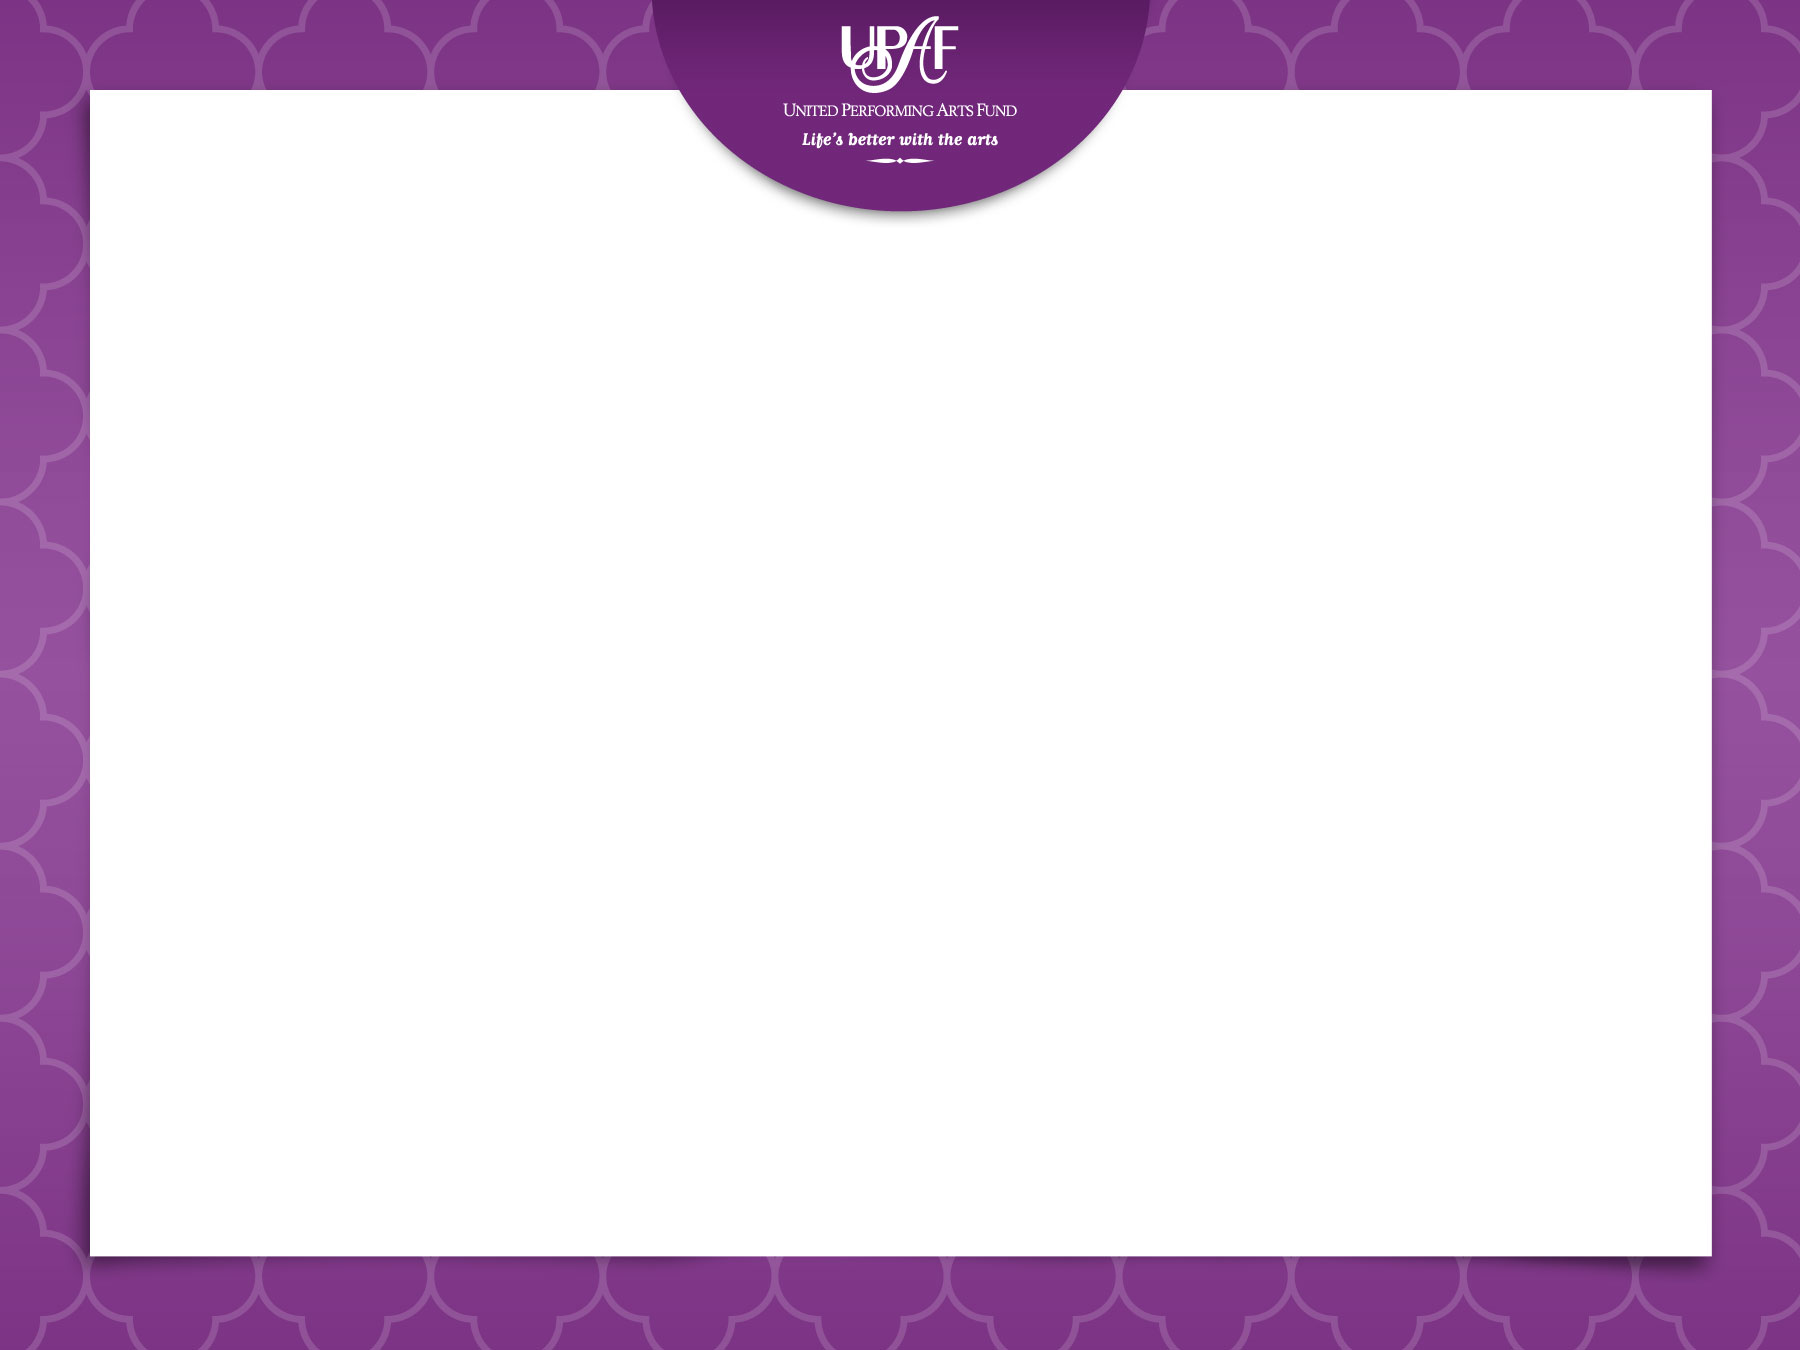 UPAF
UNITED PERFORMING ARTS FUND
Life's better with the arts